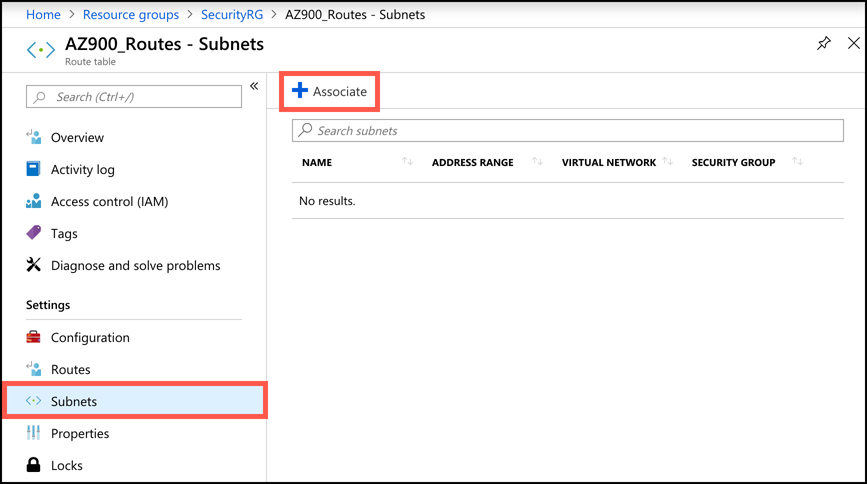 Home > Resource groups > SecurityRG > AZ900_Routes - Subnets
AZ900_Routes - Subnets
Route table
Search (Ctrl+/)
«
Overview
Activity log
Access control (IAM)
Tags
Diagnose and solve problems
Settings
Configuration
Routes
Subnets
Properties
Locks
Associate
Search subnets
NAME ADDRESS RANGE VIRTUAL NETWORK SECURITY GROUP
No results.